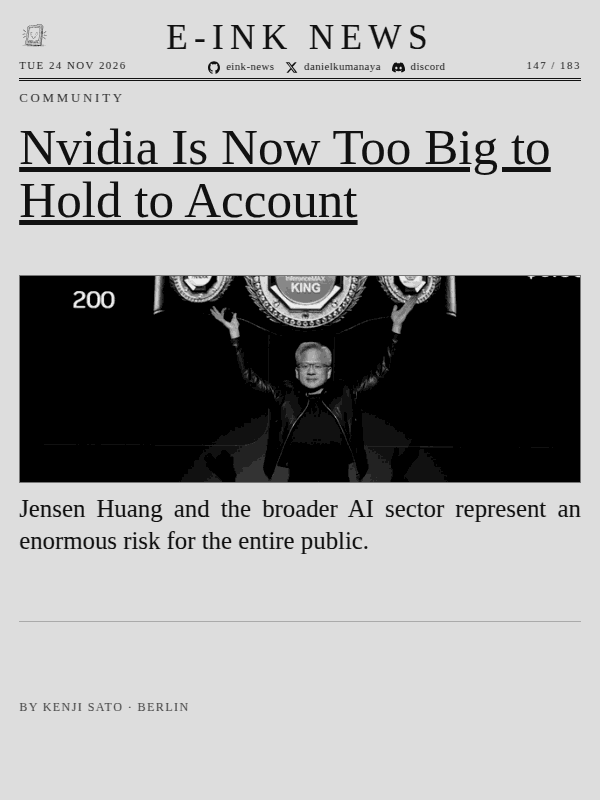 E-INK NEWS
TUE 24 NOV 2026
eink-news
danielkumanaya
discord
147 / 183
COMMUNITY
Nvidia Is Now Too Big to
Hold to Account
200
KING
Jensen Huang and the broader AI sector represent an
enormous risk for the entire public.
BY KENJI SATO · BERLIN